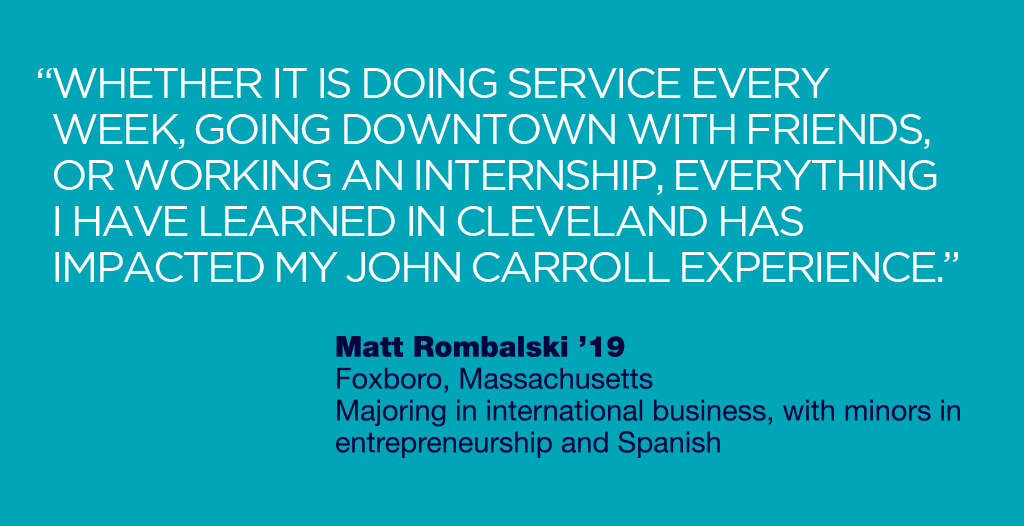 “WHETHER IT IS DOING SERVICE EVERY
WEEK, GOING DOWNTOWN WITH FRIENDS,
OR WORKING AN INTERNSHIP, EVERYTHING
I HAVE LEARNED IN CLEVELAND HAS
IMPACTED MY JOHN CARROLL EXPERIENCE.”
Matt Rombalski ’19
Foxboro, Massachusetts
Majoring in international business, with minors in
entrepreneurship and Spanish